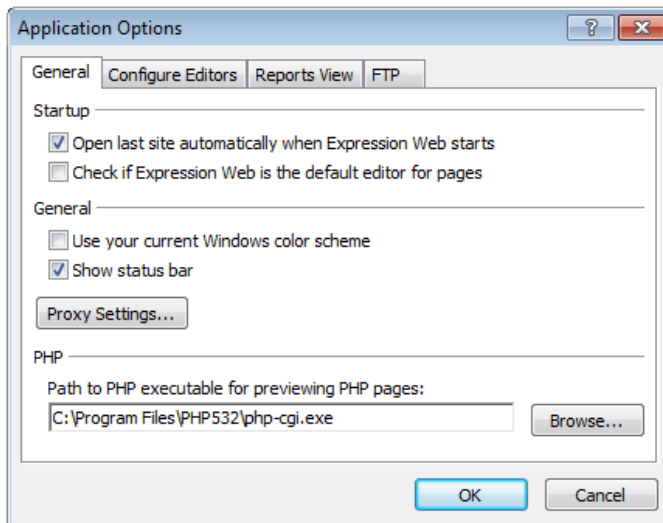 Application Options
General
Configure Editors
Reports View
FTP
Startup
Open last site automatically when Expression Web starts
Check if Expression Web is the default editor for pages
General
Use your current Windows color scheme
Show status bar
Proxy Settings...
PHP
Path to PHP executable for previewing PHP pages:
C:\Program Files\PHP532\php-cgi.exe
Browse...
OK
Cancel